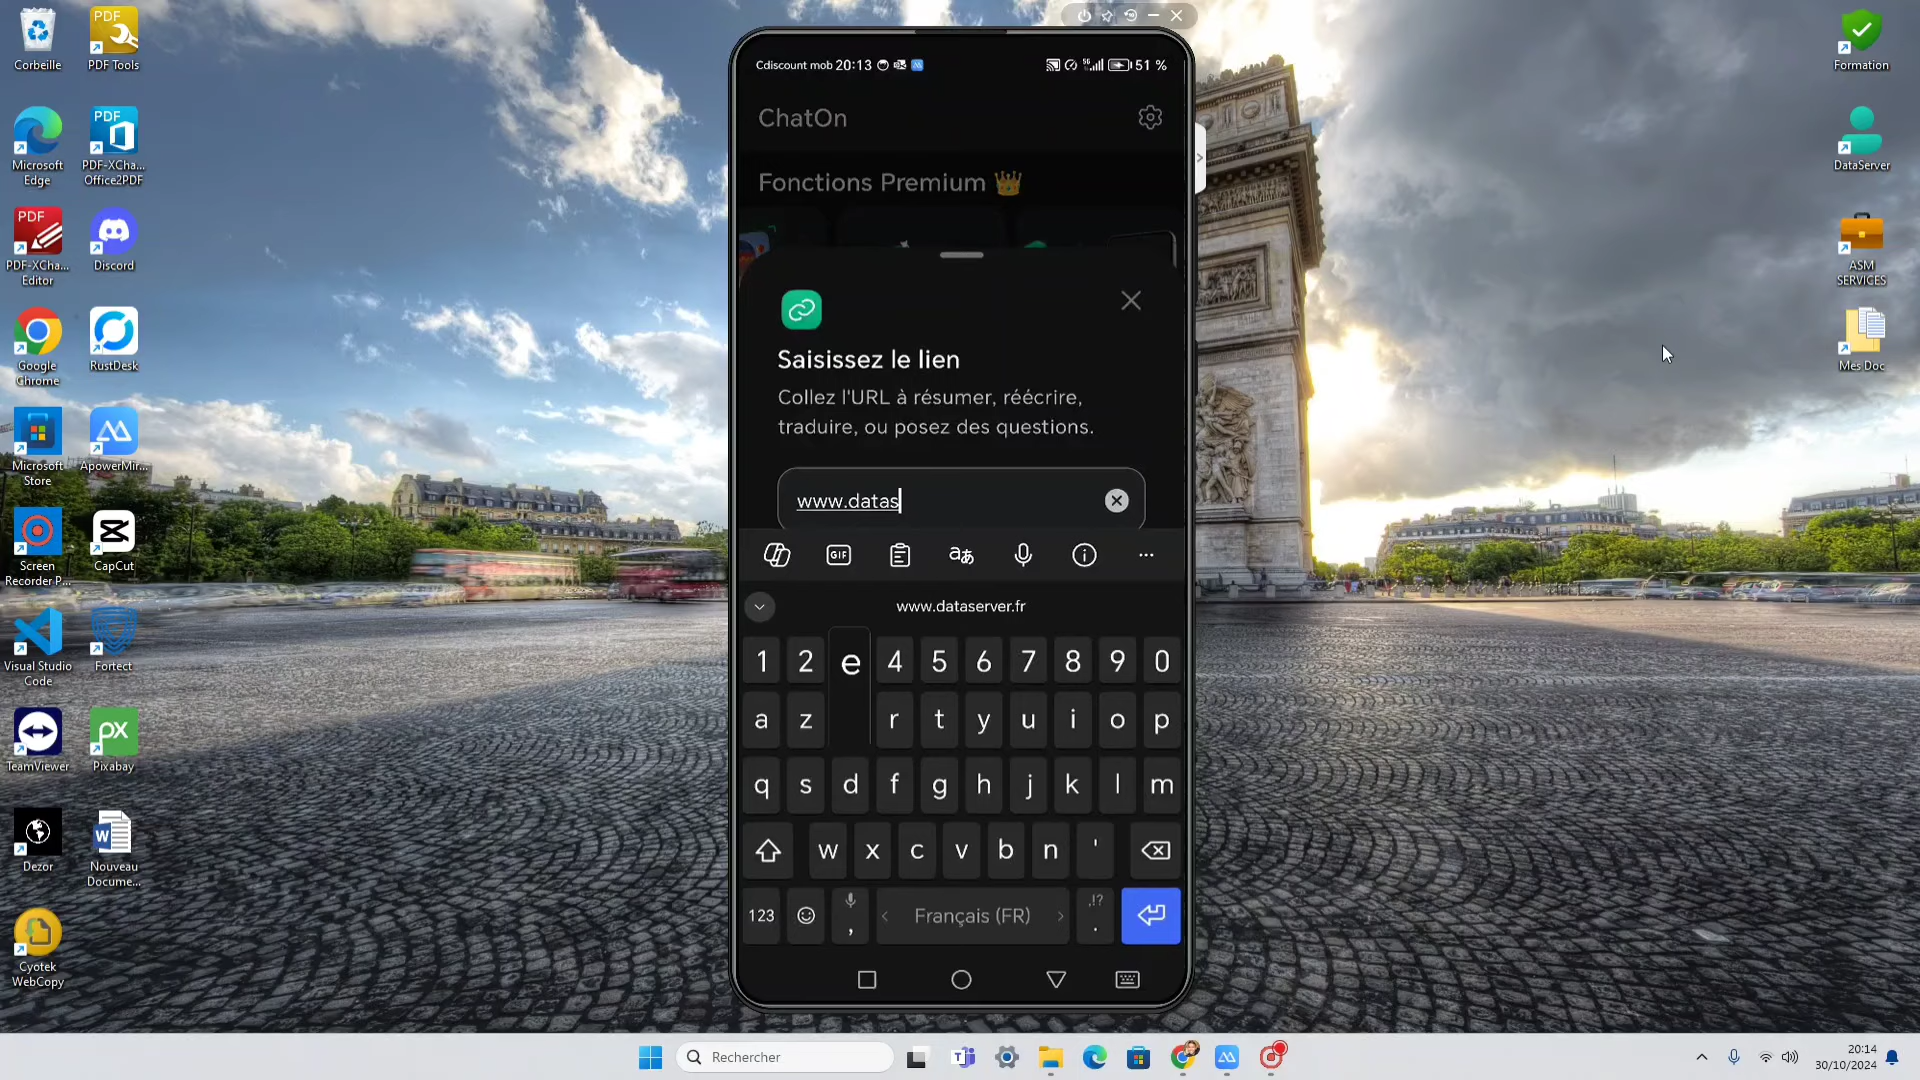 Corbeille
PDF Tools
Microsoft
Edge
PDF-XCha...
Office2PDF
PDF-XCha...
Editor
Discord
Google
Chrome
RustDesk
Microsoft
Store
ApowerMir...
Screen
Recorder P...
CapCut
Visual Studio
Code
Fortect
TeamViewer
Pixabay
Dezor
Nouveau
Docume...
Cyotek
WebCopy
Cdiscount mob 20:13
51 %
ChatOn
Fonctions Premium
Saisissez le lien
Collez l'URL à résumer, réécrire,
traduire, ou posez des questions.
www.datas
GIF
www.dataserver.fr
1 2 e 4 5 6 7 8 9 0
a z r t y u i o p
q s d f g h j k l m
w x c v b n '
123 , Français (FR) .!? .
Formation
DataServer
ASM
SERVICES
Mes Doc
Rechercher
20:14
30/10/2024